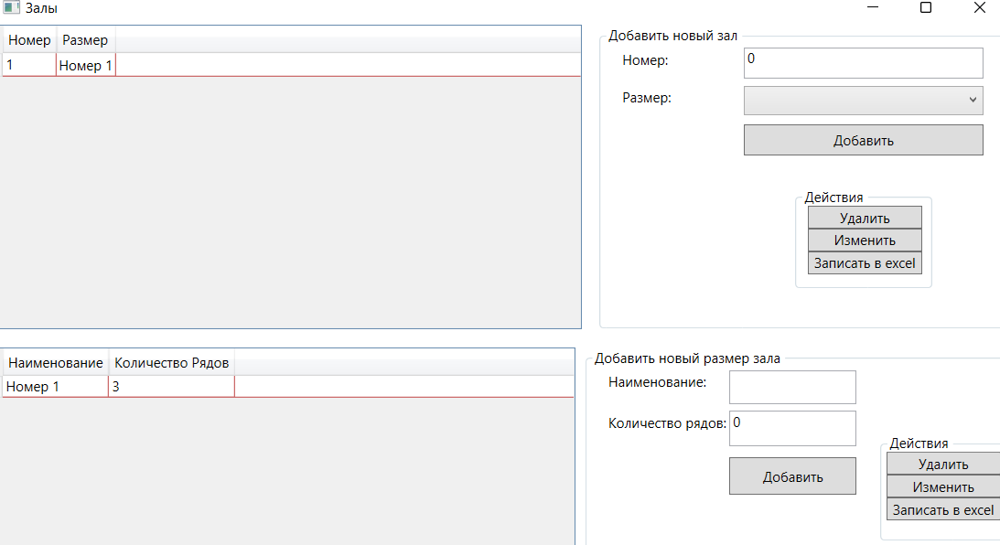 Залы
Номер Размер
1 Номер 1
Добавить новый зал
Номер: 0
Размер:
Добавить
Действия
Удалить
Изменить
Записать в excel
Наименование Количество Рядов
Номер 1 3
Добавить новый размер зала
Наименование:
Количество рядов: 0
Добавить
Действия
Удалить
Изменить
Записать в excel